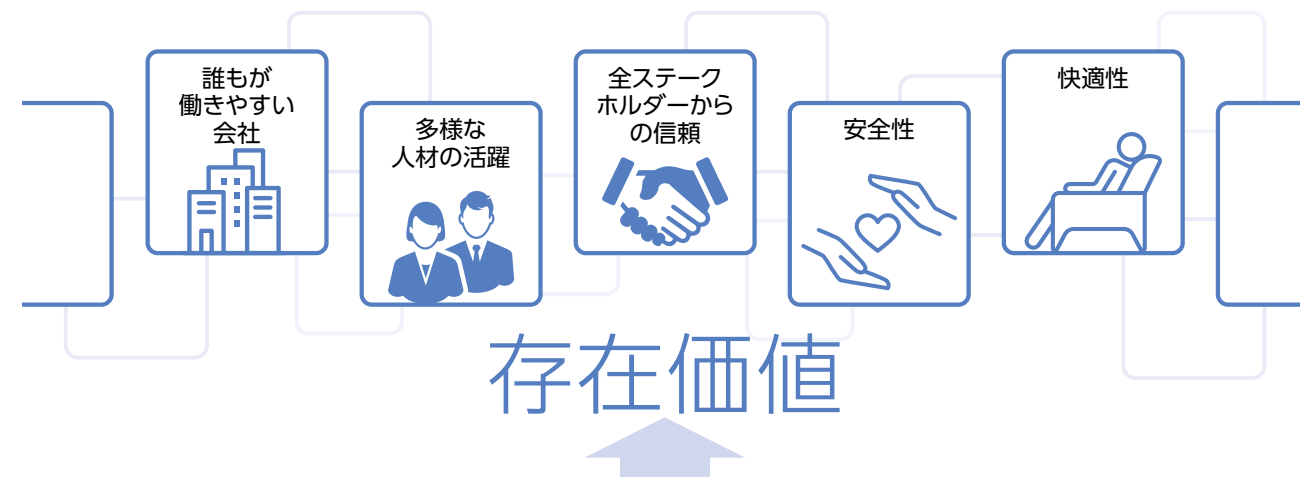 誰もが
働きやすい
会社
多様な
人材の活躍
全ステーク
ホルダーから
の信頼
安全性
快適性
存在価値